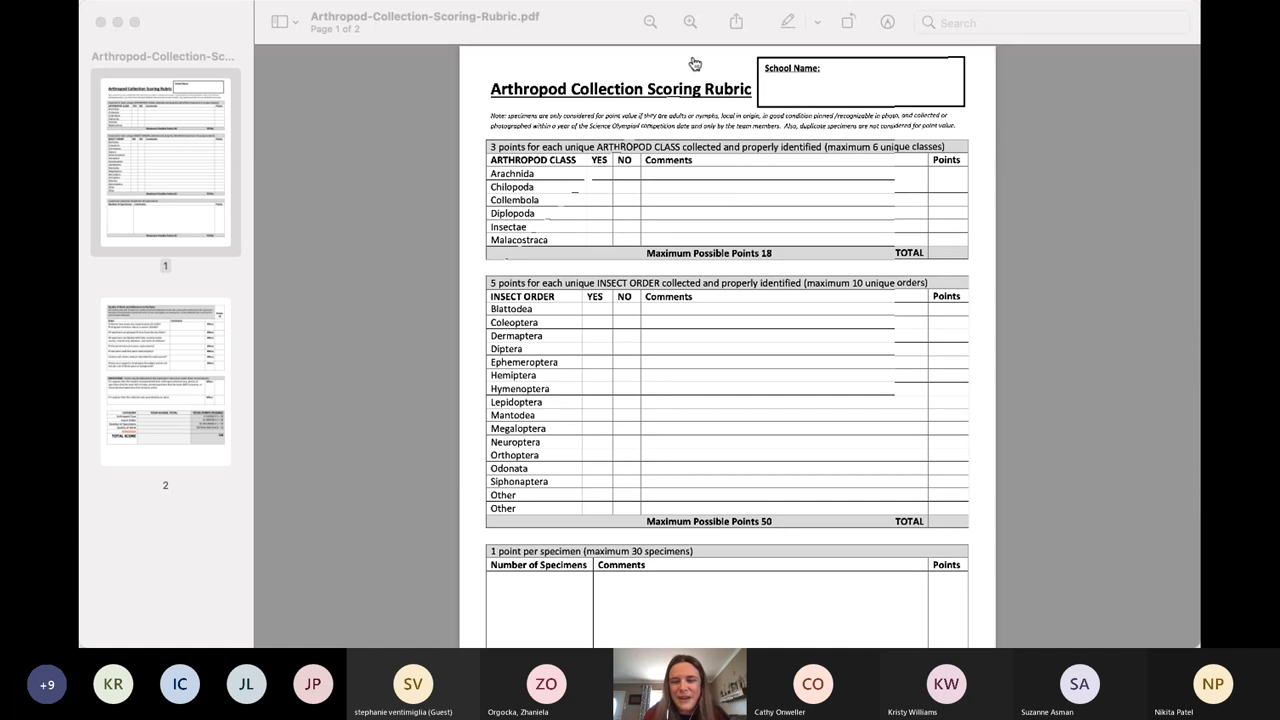 Arthropod-Collection-Scoring-Rubric.pdf
Page 1 of 2
Search
Arthropod-Collection-Sc...
1
2
Arthropod Collection Scoring Rubric
School Name:
Note: specimens are only considered for point value if they are adults or nymphs, local in origin, in good condition pinned /recognizable in photo, and collected or
photographed within a year of the Science Olympiad competition date and only by the team members. Also, duplicate specimens are not considered for point value.
3 points for each unique ARTHROPOD CLASS collected and properly identified (maximum 6 unique classes)
ARTHROPOD CLASS YES NO Comments Points
Arachnida
Chilopoda
Collembola
Diplopoda
Insectae
Malacostraca
Maximum Possible Points 18 TOTAL
5 points for each unique INSECT ORDER collected and properly identified (maximum 10 unique orders)
INSECT ORDER YES NO Comments Points
Blattodea
Coleoptera
Dermaptera
Diptera
Ephemeroptera
Hemiptera
Hymenoptera
Lepidoptera
Mantodea
Megaloptera
Neuroptera
Orthoptera
Odonata
Siphonaptera
Other
Other
Maximum Possible Points 50 TOTAL
1 point per specimen (maximum 30 specimens)
Number of Specimens Comments Points
+9
KR
IC
JL
JP
SV
ZO
CO
KW
SA
NP
stephanie ventimiglia (Guest)
Orgocka, Zhaniela
Cathy Onweller
Kristy Williams
Suzanne Asman
Nikita Patel